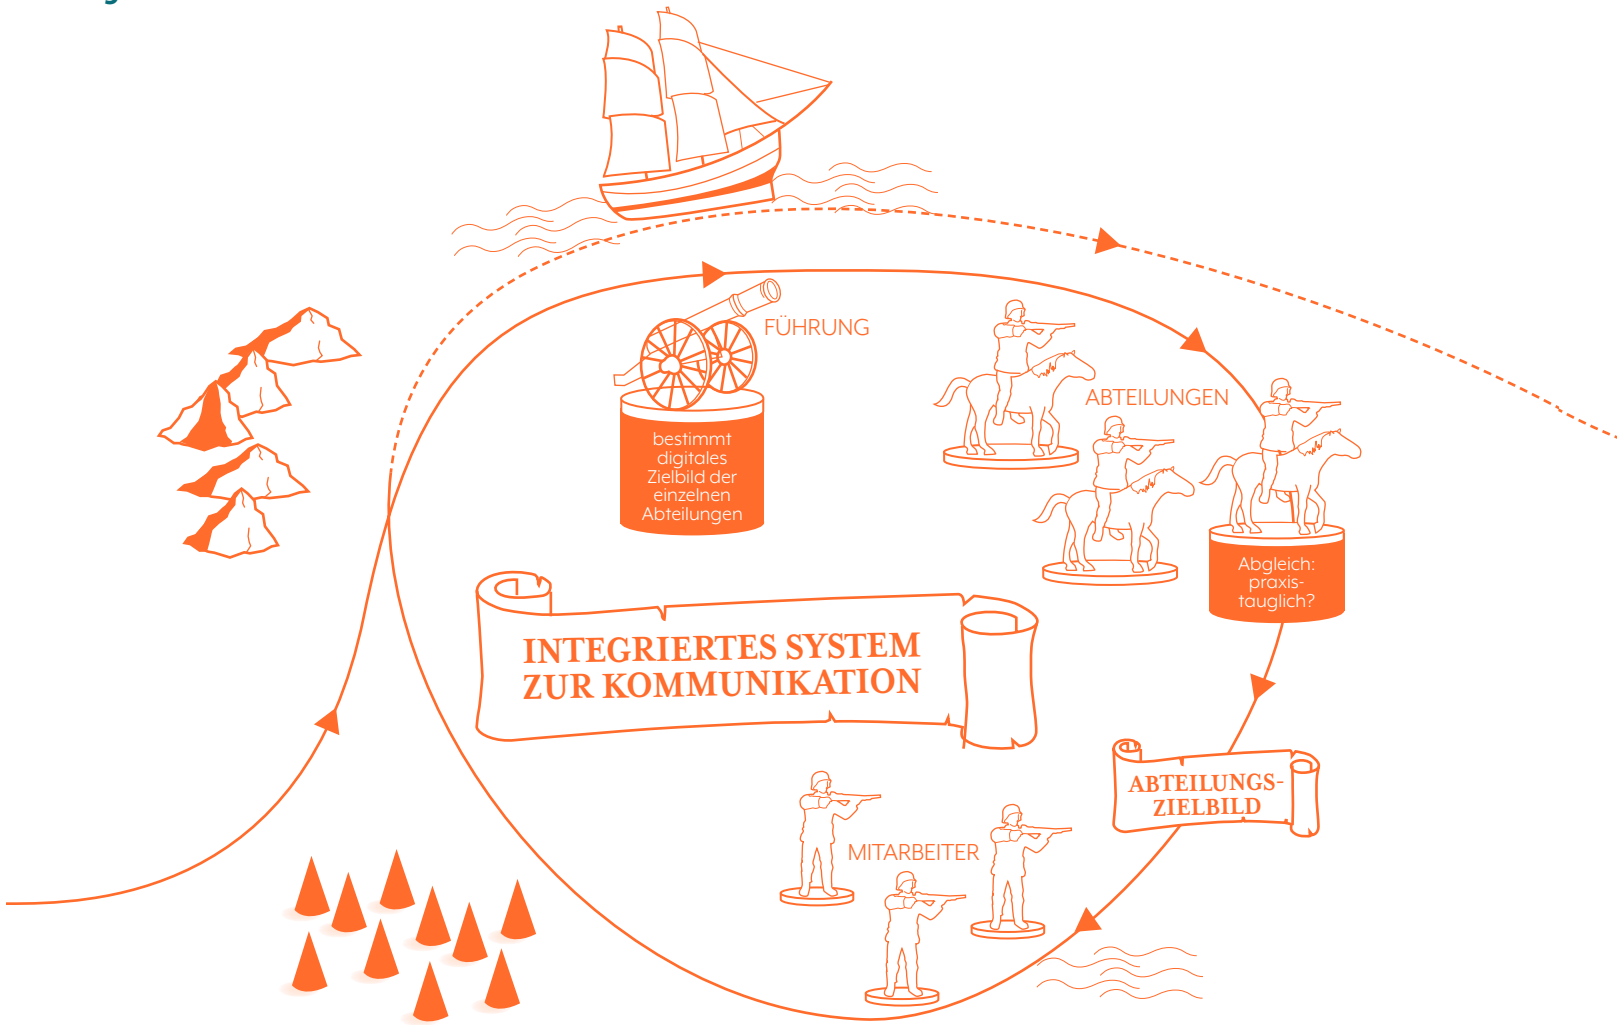 FÜHRUNG
bestimmt
digitales
Zielbild der
einzelnen
Abteilungen
ABTEILUNGEN
Abgleich:
praxis-
tauglich?
INTEGRIERTES SYSTEM
ZUR KOMMUNIKATION
ABTEILUNGS-
ZIELBILD
MITARBEITER